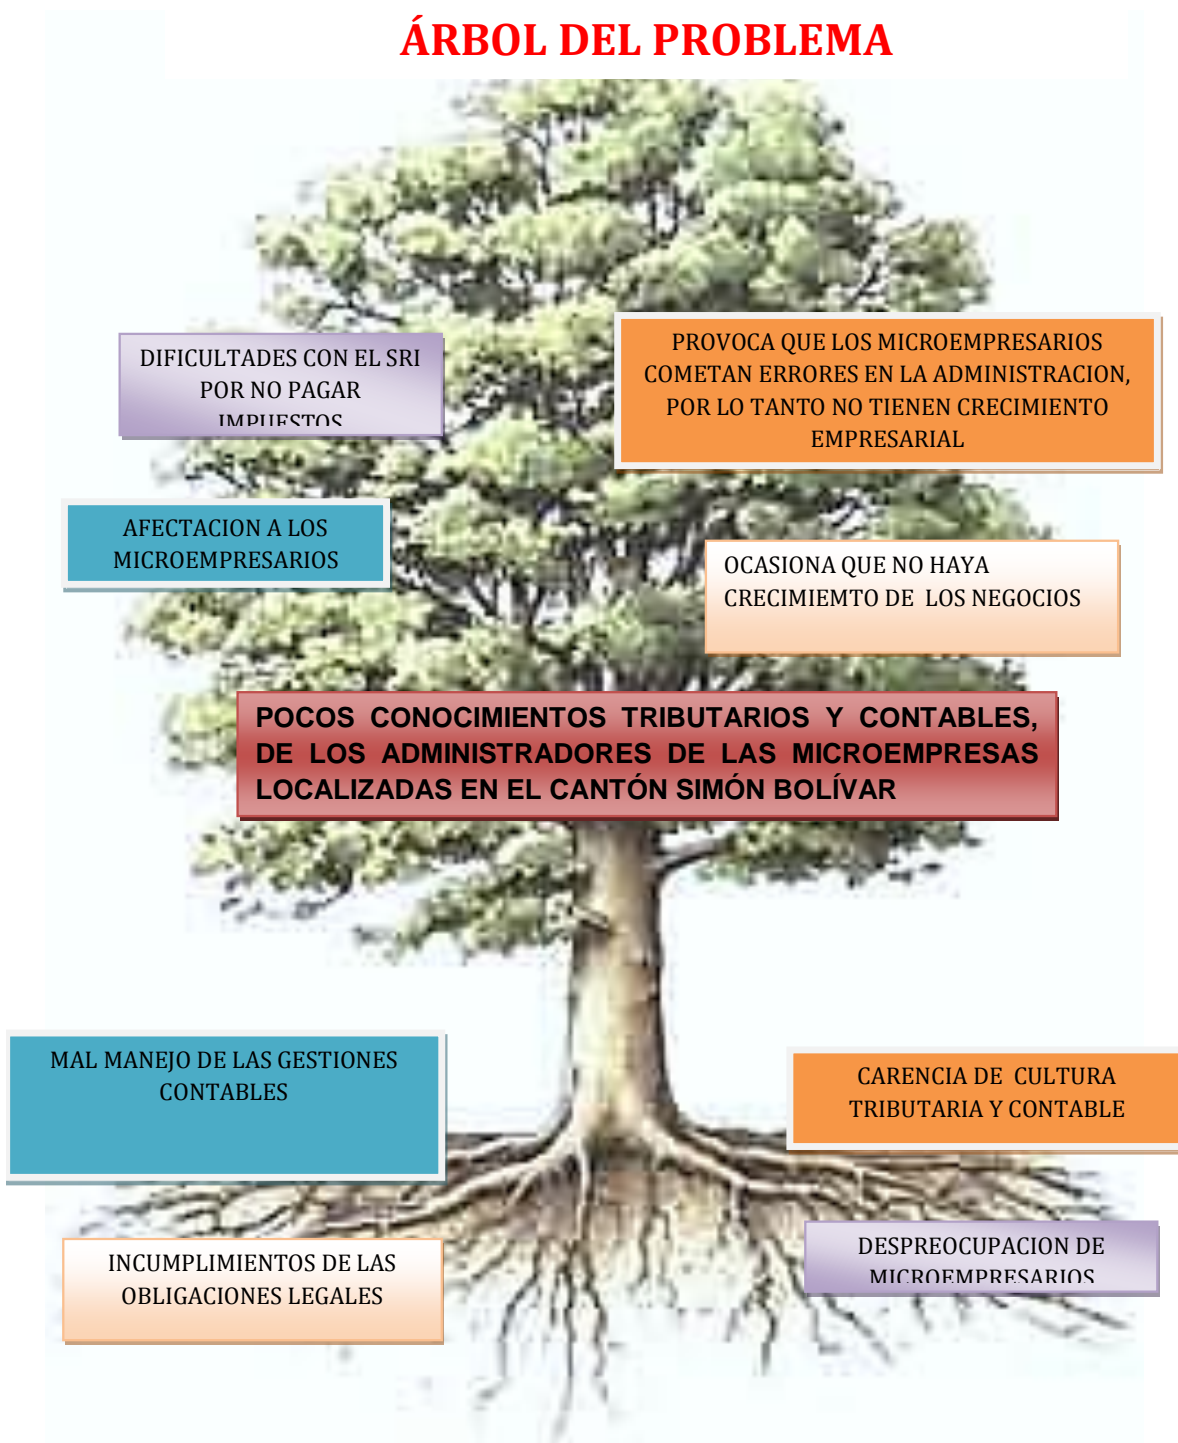 ÁRBOL DEL PROBLEMA
DIFICULTADES CON EL SRI
POR NO PAGAR
IMPUESTOS
PROVOCA QUE LOS MICROEMPRESARIOS
COMETAN ERRORES EN LA ADMINISTRACION,
POR LO TANTO NO TIENEN CRECIMIENTO
EMPRESARIAL
AFECTACION A LOS
MICROEMPRESARIOS
OCASIONA QUE NO HAYA
CRECIMIEMTO DE LOS NEGOCIOS
POCOS CONOCIMIENTOS TRIBUTARIOS Y CONTABLES,
DE LOS ADMINISTRADORES DE LAS MICROEMPRESAS
LOCALIZADAS EN EL CANTÓN SIMÓN BOLÍVAR
MAL MANEJO DE LAS GESTIONES
CONTABLES
CARENCIA DE CULTURA
TRIBUTARIA Y CONTABLE
INCUMPLIMIENTOS DE LAS
OBLIGACIONES LEGALES
DESPREOCUPACION DE
MICROEMPRESARIOS